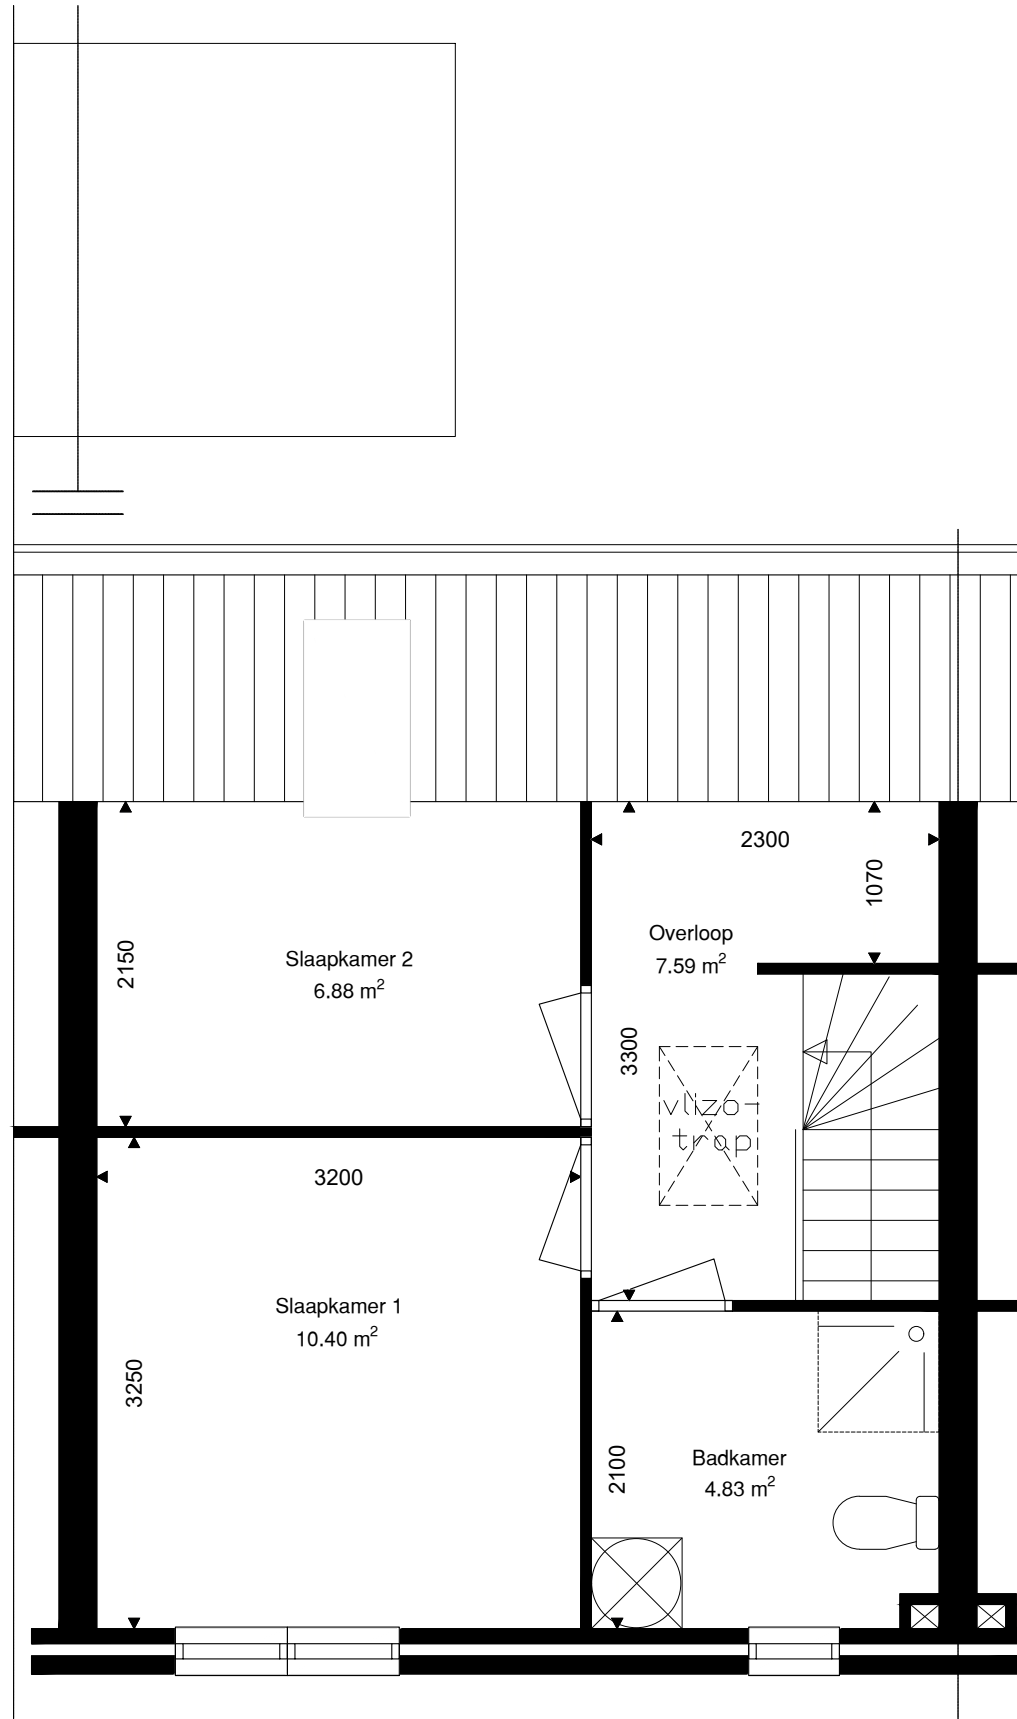 2300
1070
Overloop
7.59 m²
2150
Slaapkamer 2
6.88 m²
3300
vlizo-
trap
3200
Slaapkamer 1
10.40 m²
3250
2100
Badkamer
4.83 m²